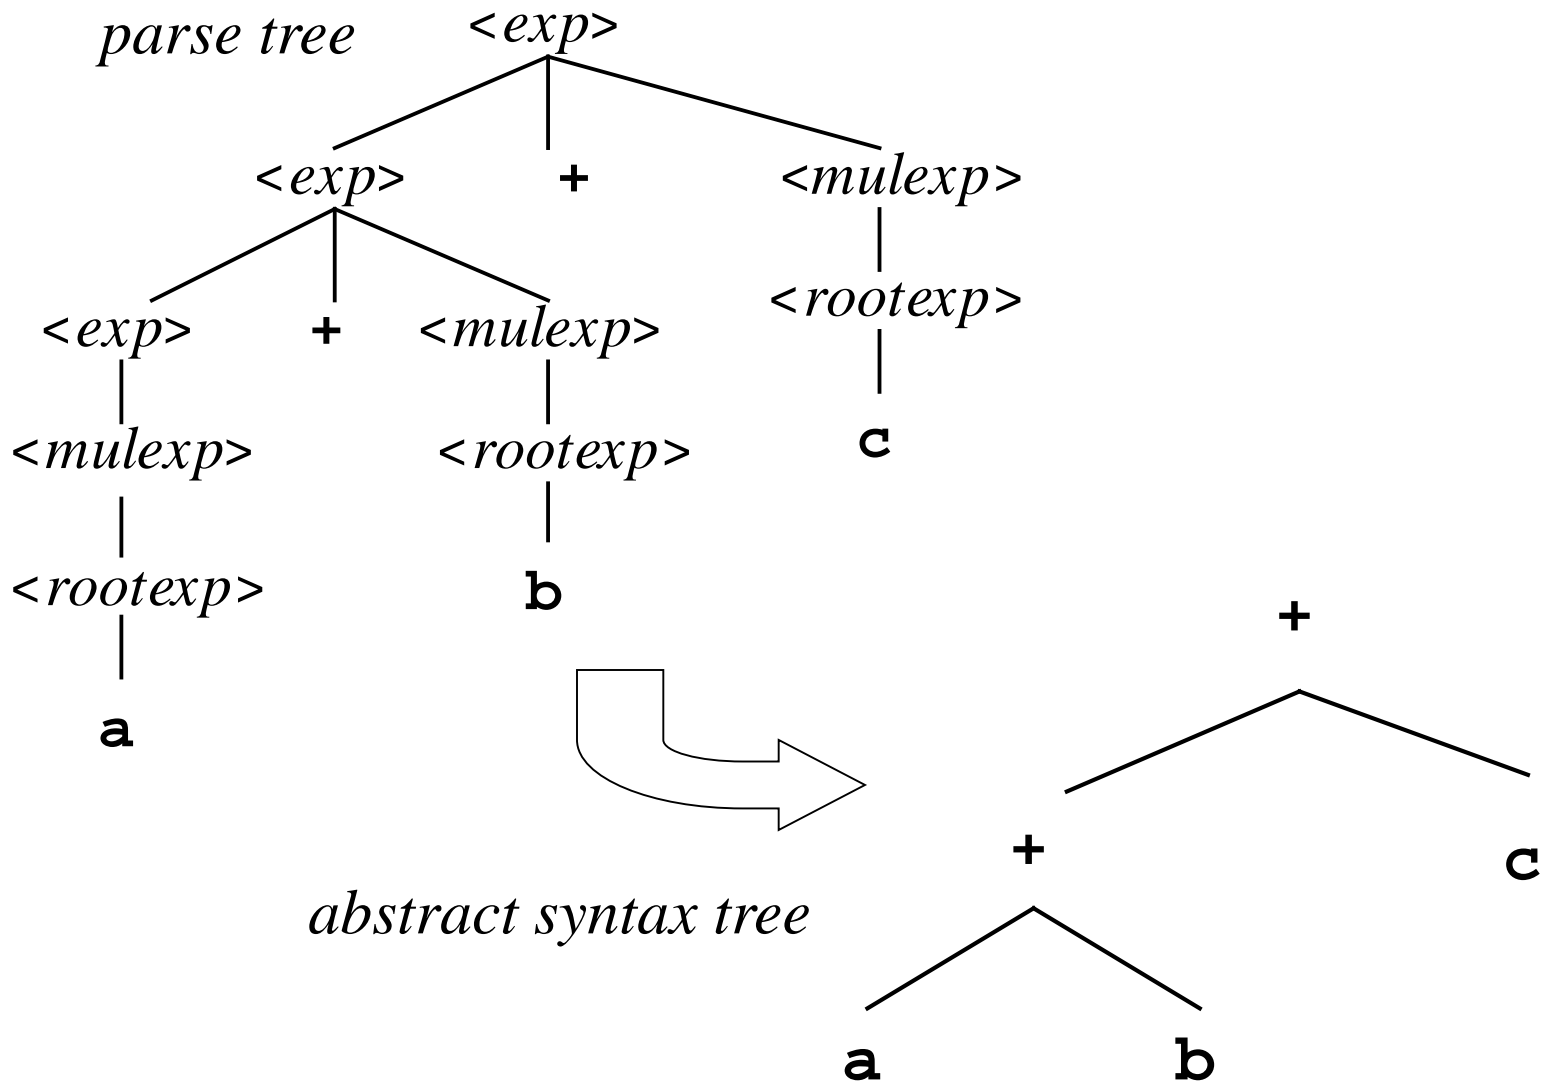 parse tree <exp>
<exp> + <mulexp>
<rootexp>
<exp> + <mulexp>
c
<mulexp> <rootexp>
<rootexp> b
+
a
+ c
abstract syntax tree
a b